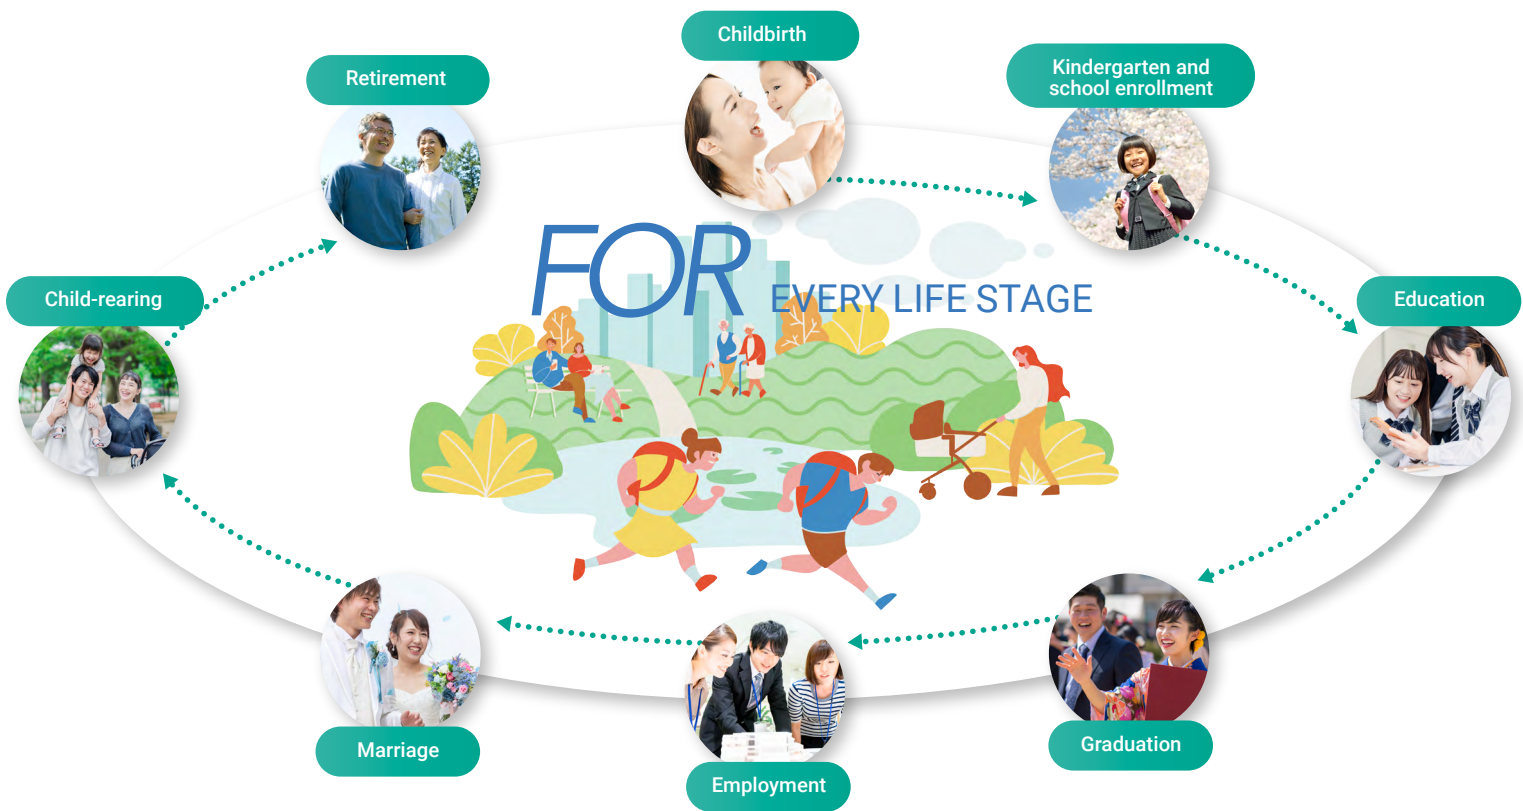 Childbirth
Kindergarten and
school enrollment
Retirement
FOR EVERY LIFE STAGE
Child-rearing
Education
Marriage
Graduation
Employment